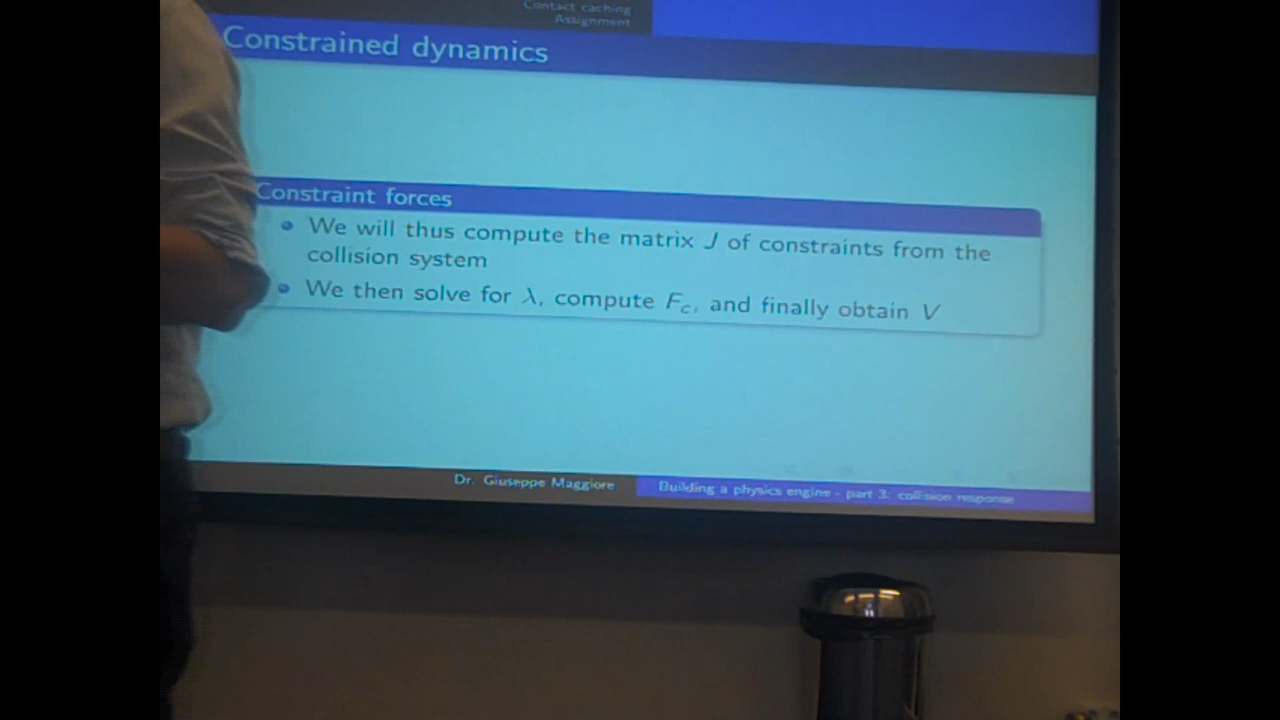 Contact caching
Assignment
Constrained dynamics
Constraint forces
We will thus compute the matrix J of constraints from the
collision system
We then solve for λ, compute F_c, and finally obtain V
Dr. Giuseppe Maggiore
Building a physics engine - part 3: collision response